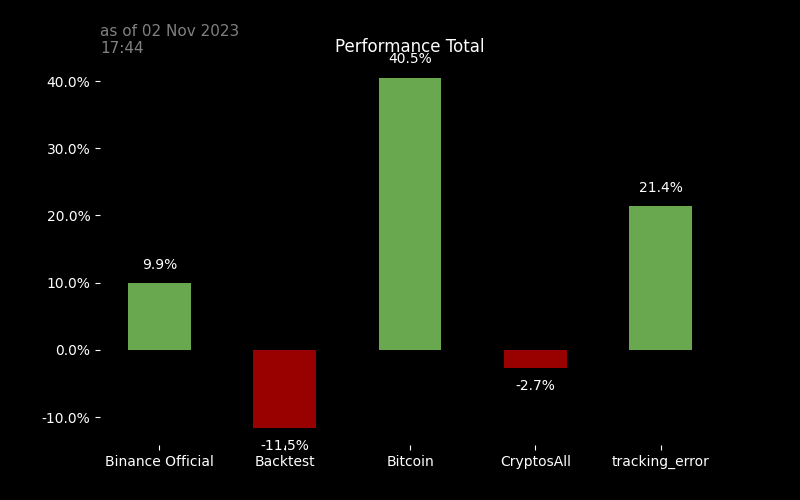 as of 02 Nov 2023
17:44
Performance Total
40.5%
40.0%
30.0%
21.4%
20.0%
9.9%
10.0%
0.0%
-2.7%
-10.0%
-11.5%
Binance Official
Backtest
Bitcoin
CryptosAll
tracking_error